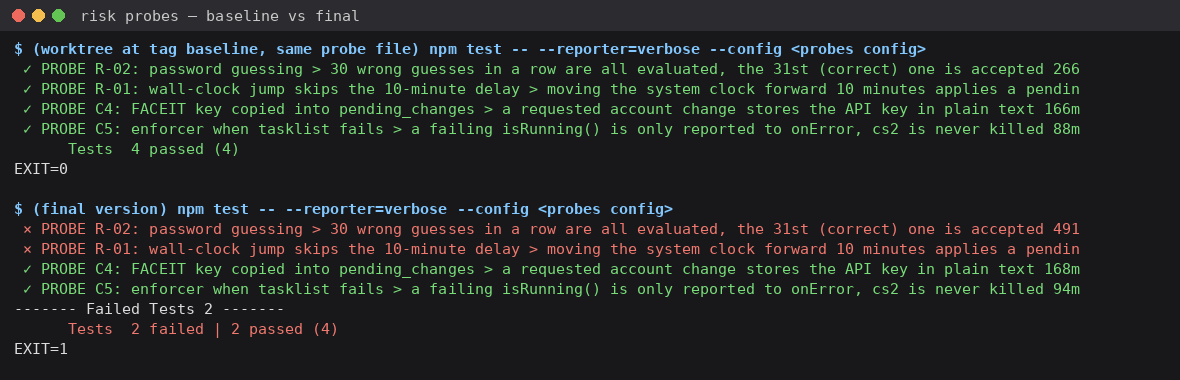 risk probes — baseline vs final
$ (worktree at tag baseline, same probe file) npm test -- --reporter=verbose --config <probes config>
✓ PROBE R-02: password guessing > 30 wrong guesses in a row are all evaluated, the 31st (correct) one is accepted 266
✓ PROBE R-01: wall-clock jump skips the 10-minute delay > moving the system clock forward 10 minutes applies a pendin
✓ PROBE C4: FACEIT key copied into pending_changes > a requested account change stores the API key in plain text 166m
✓ PROBE C5: enforcer when tasklist fails > a failing isRunning() is only reported to onError, cs2 is never killed 88m
Tests  4 passed (4)
EXIT=0
$ (final version) npm test -- --reporter=verbose --config <probes config>
× PROBE R-02: password guessing > 30 wrong guesses in a row are all evaluated, the 31st (correct) one is accepted 491
× PROBE R-01: wall-clock jump skips the 10-minute delay > moving the system clock forward 10 minutes applies a pendin
✓ PROBE C4: FACEIT key copied into pending_changes > a requested account change stores the API key in plain text 168m
✓ PROBE C5: enforcer when tasklist fails > a failing isRunning() is only reported to onError, cs2 is never killed 94m
------- Failed Tests 2 -------
Tests  2 failed | 2 passed (4)
EXIT=1